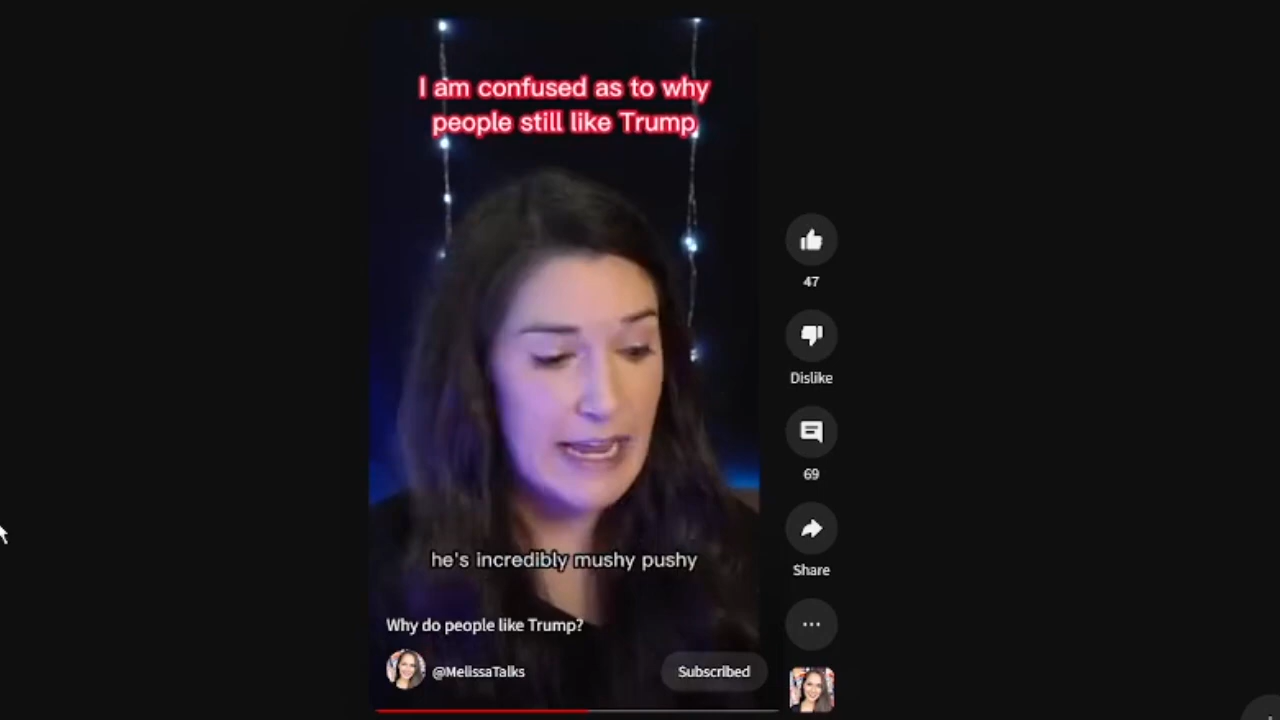 I am confused as to why
people still like Trump
47
Dislike
69
he's incredibly mushy pushy
Share
Why do people like Trump?
@MelissaTalks
Subscribed